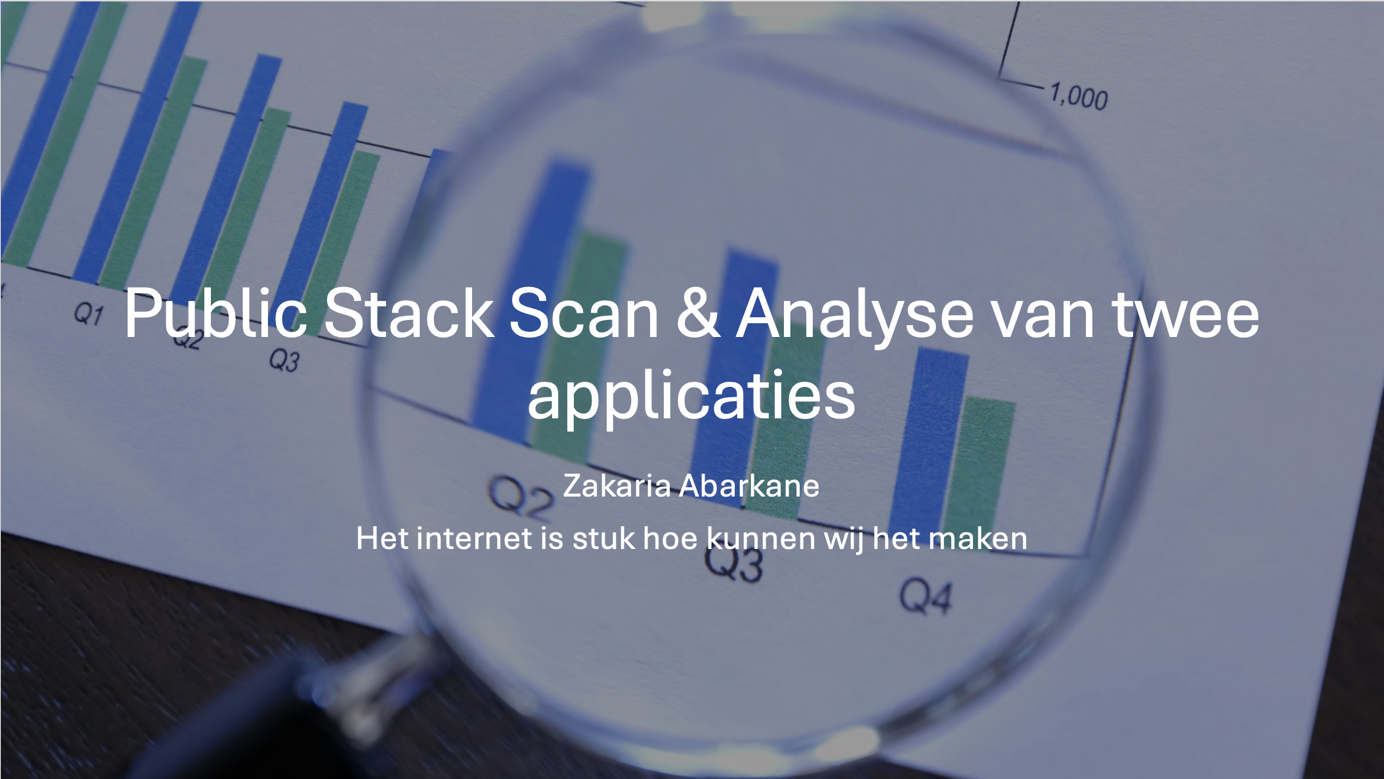 1,000
Q1
Q2
Q3
Public Stack Scan & Analyse van twee
applicaties
Q2
Zakaria Abarkane
Het internet is stuk hoe kunnen wij het maken
Q3
Q4